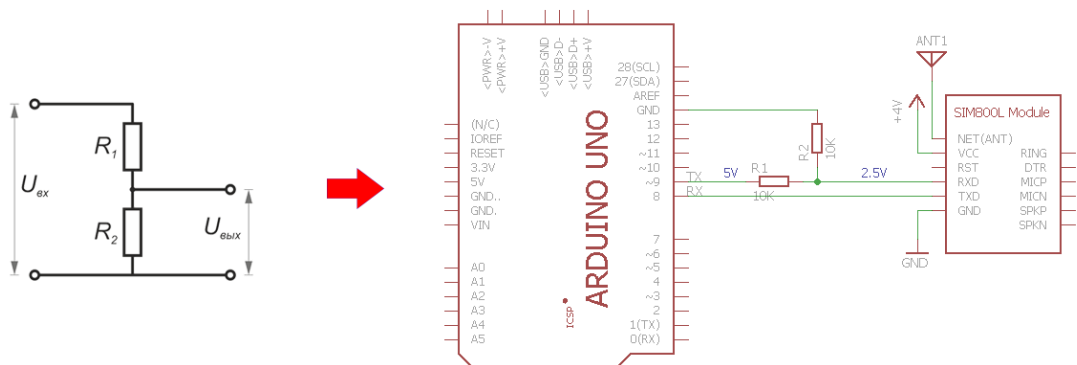 R1
R2
Uвх
Uвых
<PWR>-V
<PWR>+V
<USB>GND
<USB>D-
<USB>D+
<USB>+V
28(SCL)
27(SDA)
AREF
GND
13
12
~11
~10
~9
8
7
~6
~5
4
~3
2
1(TX)
0(RX)
(N/C)
IOREF
RESET
3.3V
5V
GND..
GND.
VIN
A0
A1
A2
A3
A4
A5
ICSP
ARDUINO UNO
TX
RX
5V
R1
10K
R2
10K
2.5V
ANT1
+4V
GND
SIM800L Module
NET(ANT)
VCC
RST
RXD
TXD
GND
RING
DTR
MICP
MICN
SPKP
SPKN